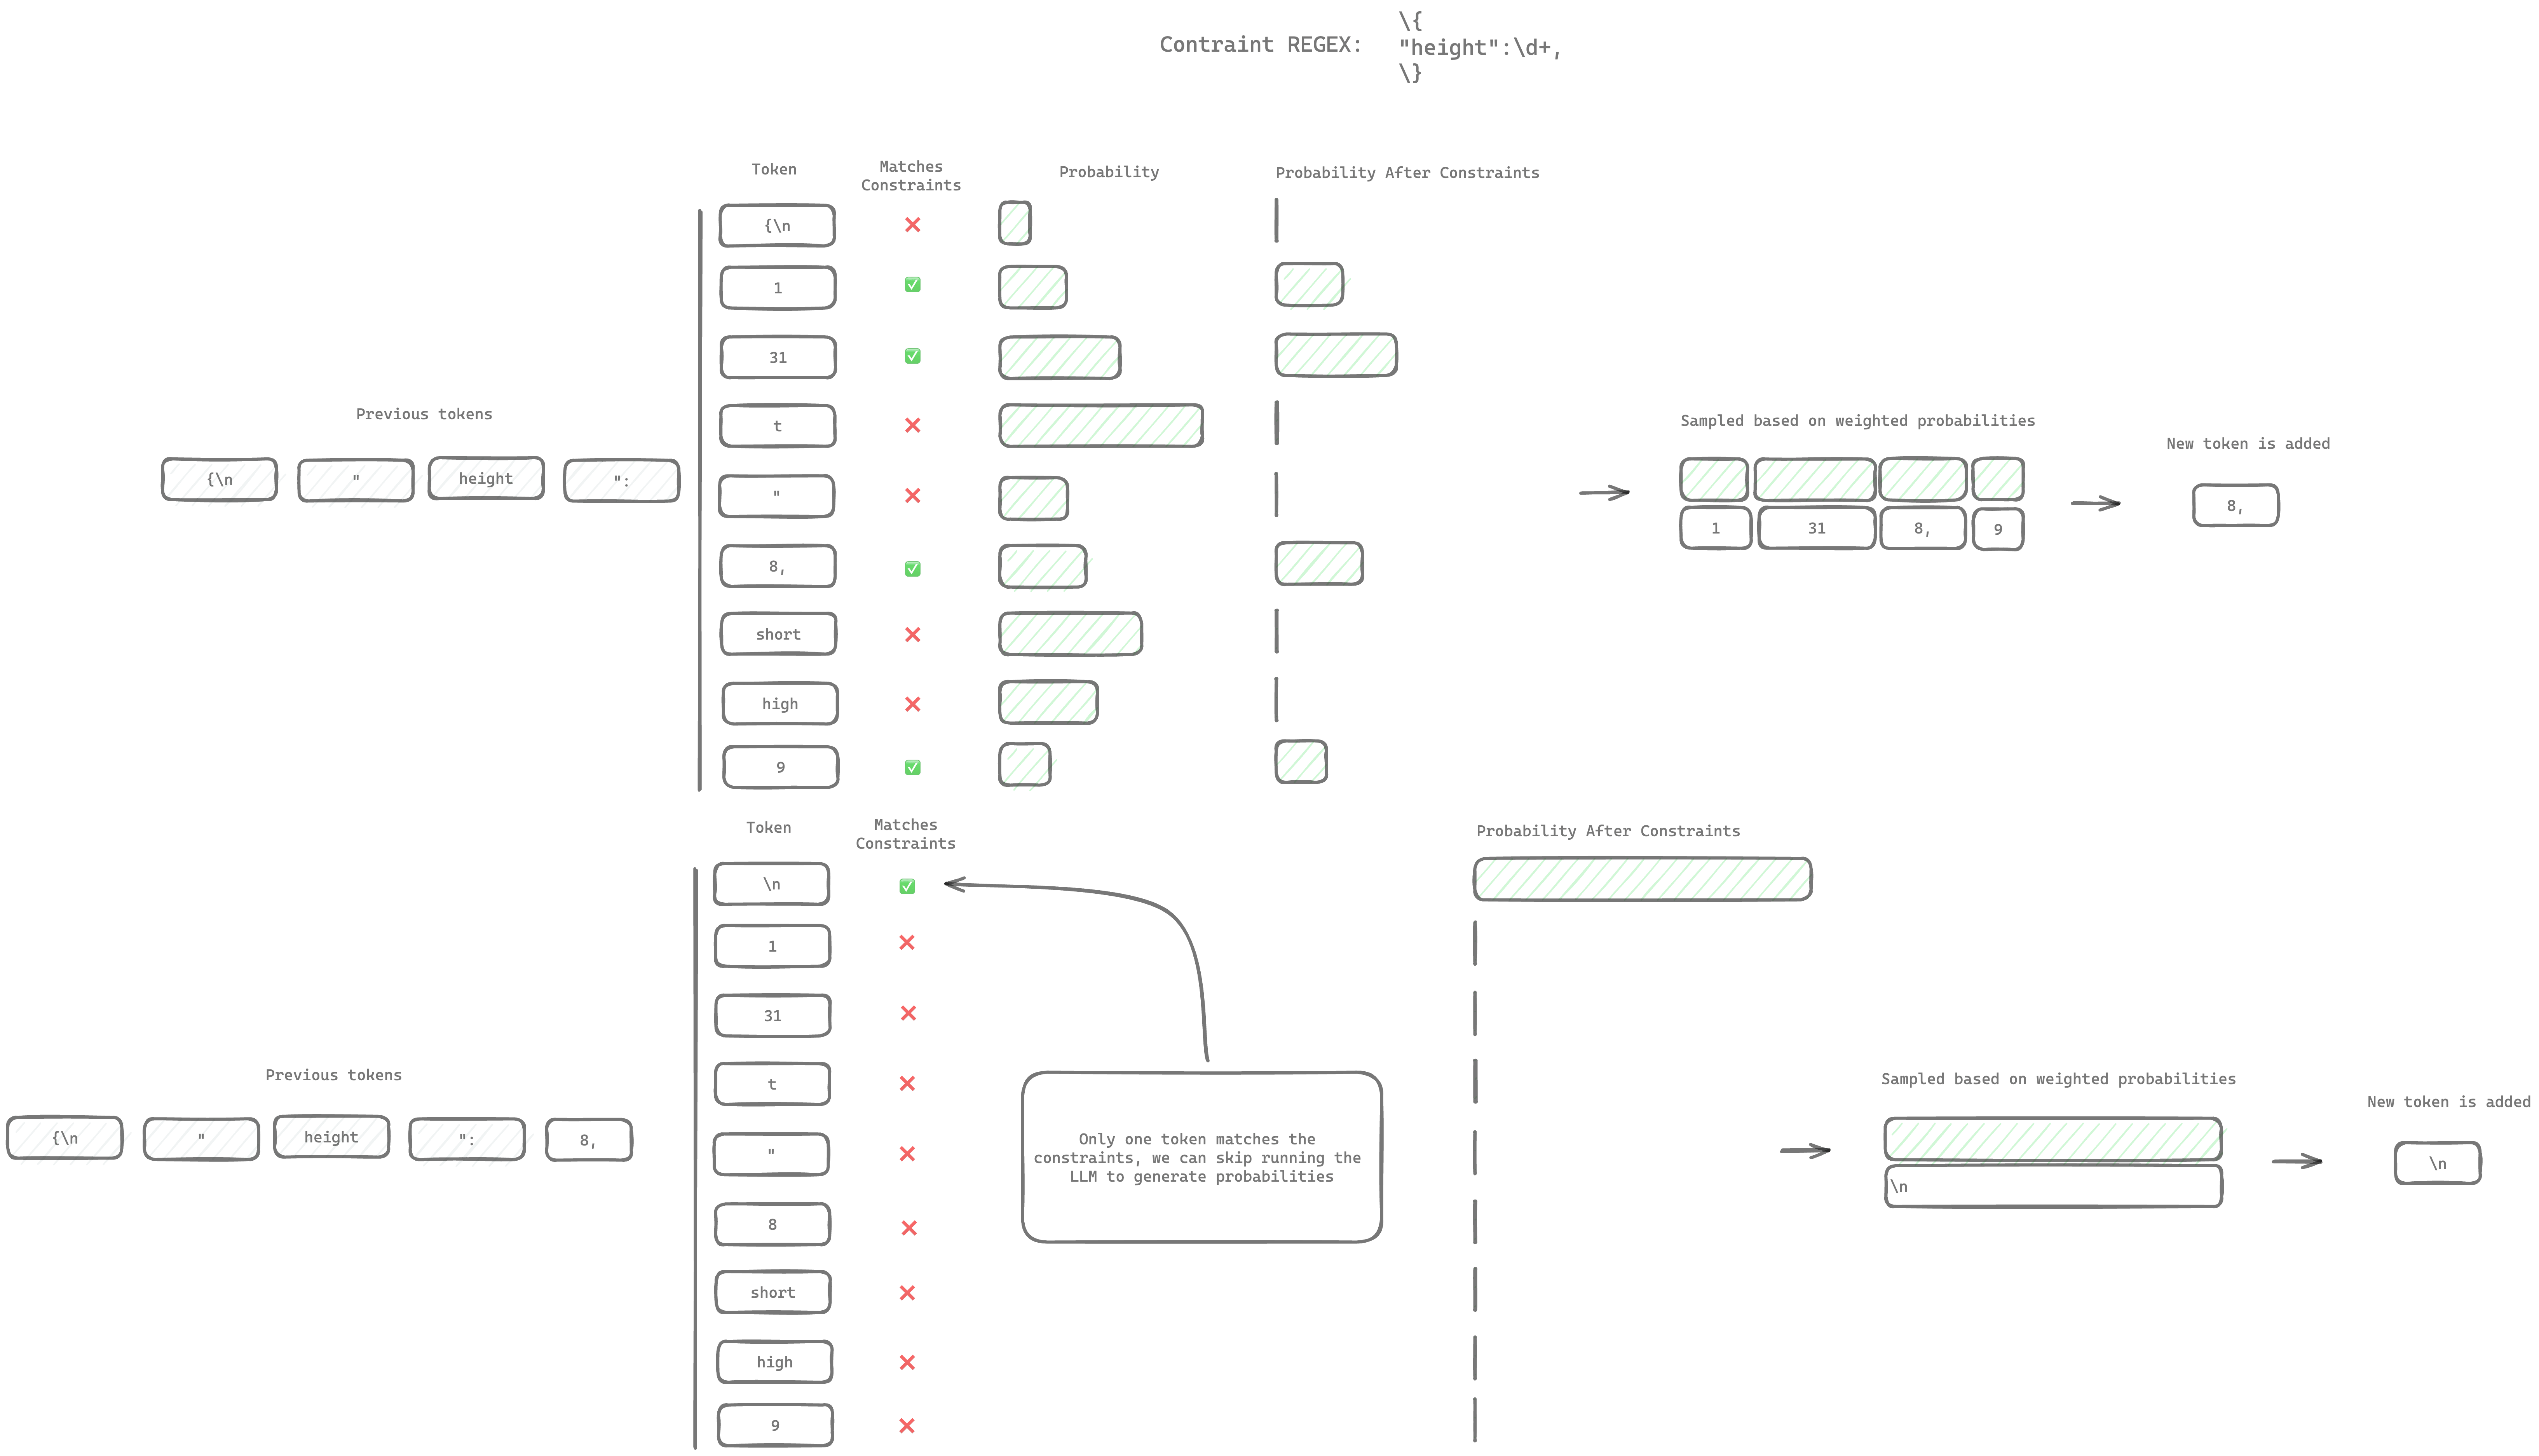 Contraint REGEX:
\{
"height":\d+,
\}
Token
Matches
Constraints
Probability
Probability After Constraints
Previous tokens
{\n
"
height
":
{\n
1
31
t
"
8,
short
high
9
Sampled based on weighted probabilities
1
31
8,
9
New token is added
8,
Token
Matches
Constraints
Probability After Constraints
Previous tokens
{\n
"
height
":
8,
\n
1
31
t
"
8
short
high
9
Only one token matches the
constraints, we can skip running the
LLM to generate probabilities
Sampled based on weighted probabilities
\n
New token is added
\n